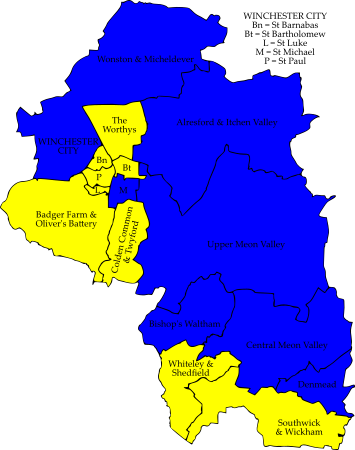 WINCHESTER CITY
Bn = St Barnabas
Bt = St Bartholomew
L = St Luke
M = St Michael
P = St Paul
Wonston & Micheldever
The
Worthys
Alresford & Itchen Valley
WINCHESTER
CITY
Bn
Bt
P
L
M
Badger Farm &
Oliver's Battery
Colden Common
& Twyford
Upper Meon Valley
Bishop's Waltham
Central Meon Valley
Whiteley &
Shedfield
Denmead
Southwick
& Wickham